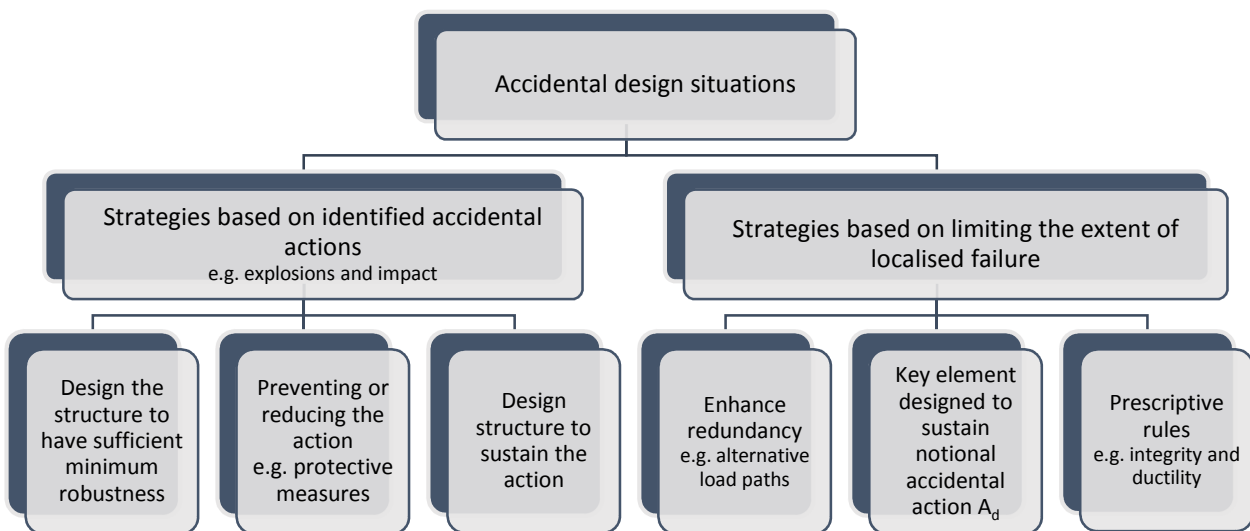 Accidental design situations
Strategies based on identified accidental
actions
e.g. explosions and impact
Strategies based on limiting the extent of
localised failure
Design the
structure to
have sufficient
minimum
robustness
Preventing or
reducing the
action
e.g. protective
measures
Design
structure to
sustain the
action
Enhance
redundancy
e.g. alternative
load paths
Key element
designed to
sustain
notional
accidental
action A_d
Prescriptive
rules
e.g. integrity and
ductility